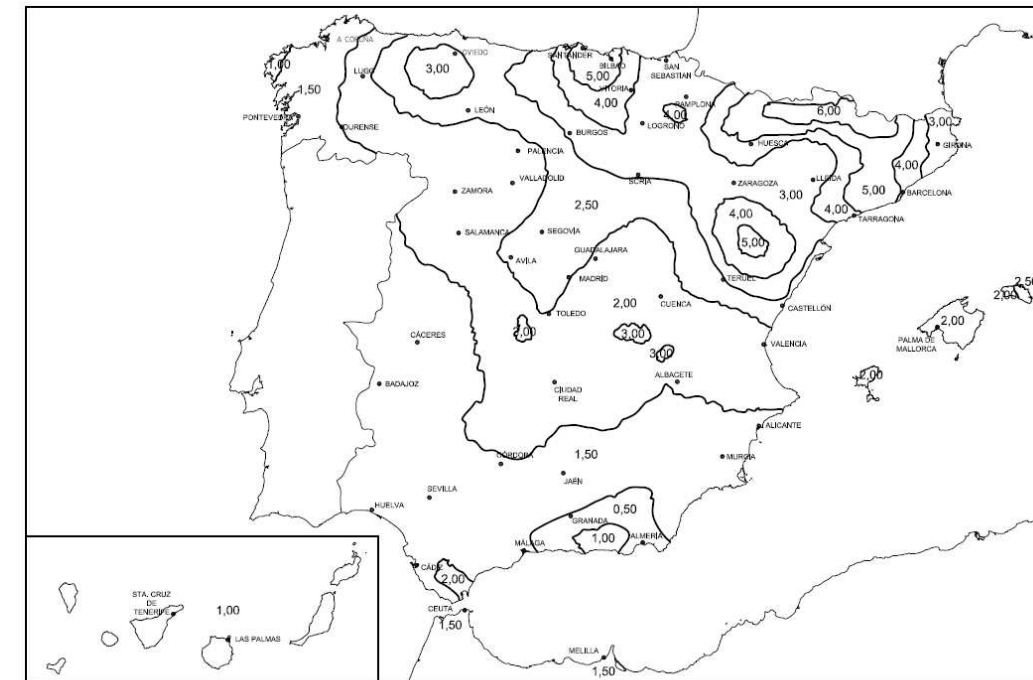 A CORUÑA
OVIEDO
SANTANDER
BILBAO
SAN
SEBASTIAN
1,00
LUGO
3,00
5,00
VITORIA
1,50
4,00
PAMPLONA
6,00
PONTEVEDRA
LEÓN
4,00
LOGROÑO
3,00
OURENSE
BURGOS
HUESCA
GIRONA
PALENCIA
4,00
VALLADOLID
SORIA
ZARAGOZA
LLEIDA
ZAMORA
3,00
5,00
BARCELONA
2,50
4,00
4,00
TARRAGONA
SALAMANCA
SEGOVIA
5,00
GUADALAJARA
AVILA
MADRID
TERUEL
2,50
2,00
2,00
CUENCA
CASTELLÓN
TOLEDO
2,00
2,00
3,00
CÁCERES
PALMA DE
MALLORCA
VALENCIA
3,00
BADAJOZ
CIUDAD
REAL
ALBACETE
2,00
ALICANTE
CÓRDOBA
1,50
MURCIA
JAÉN
SEVILLA
HUELVA
0,50
GRANADA
1,00
ALMERÍA
MÁLAGA
CÁDIZ
2,00
STA. CRUZ
DE
TENERIFE
1,00
CEUTA
1,50
LAS PALMAS
MELILLA
1,50